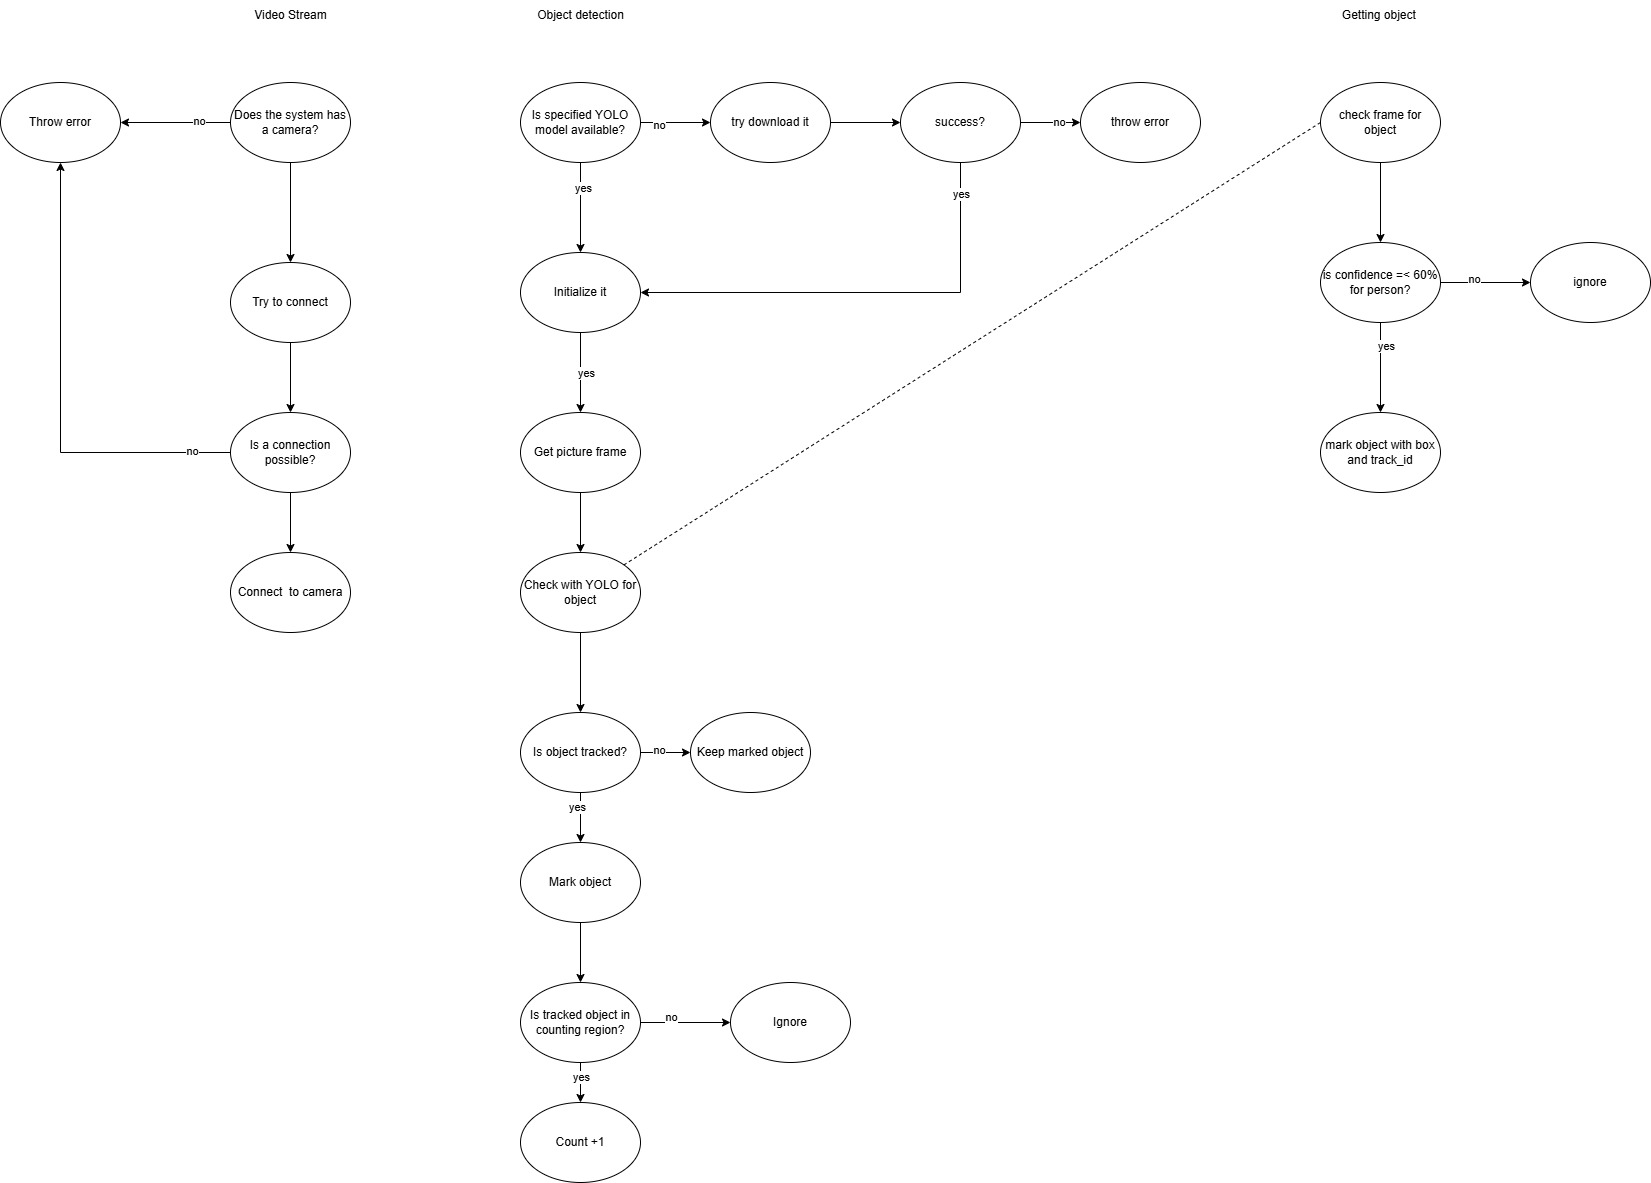 Video Stream
Object detection
Getting object
Throw error
no
Does the system has
a camera?
Try to connect
Is a connection
possible?
no
Connect  to camera
Is specified YOLO
model available?
no
try download it
success?
no
throw error
yes
yes
Initialize it
yes
Get picture frame
Check with YOLO for
object
Is object tracked?
no
Keep marked object
yes
Mark object
Is tracked object in
counting region?
no
Ignore
yes
Count +1
check frame for
object
is confidence =< 60%
for person?
no
ignore
yes
mark object with box
and track_id